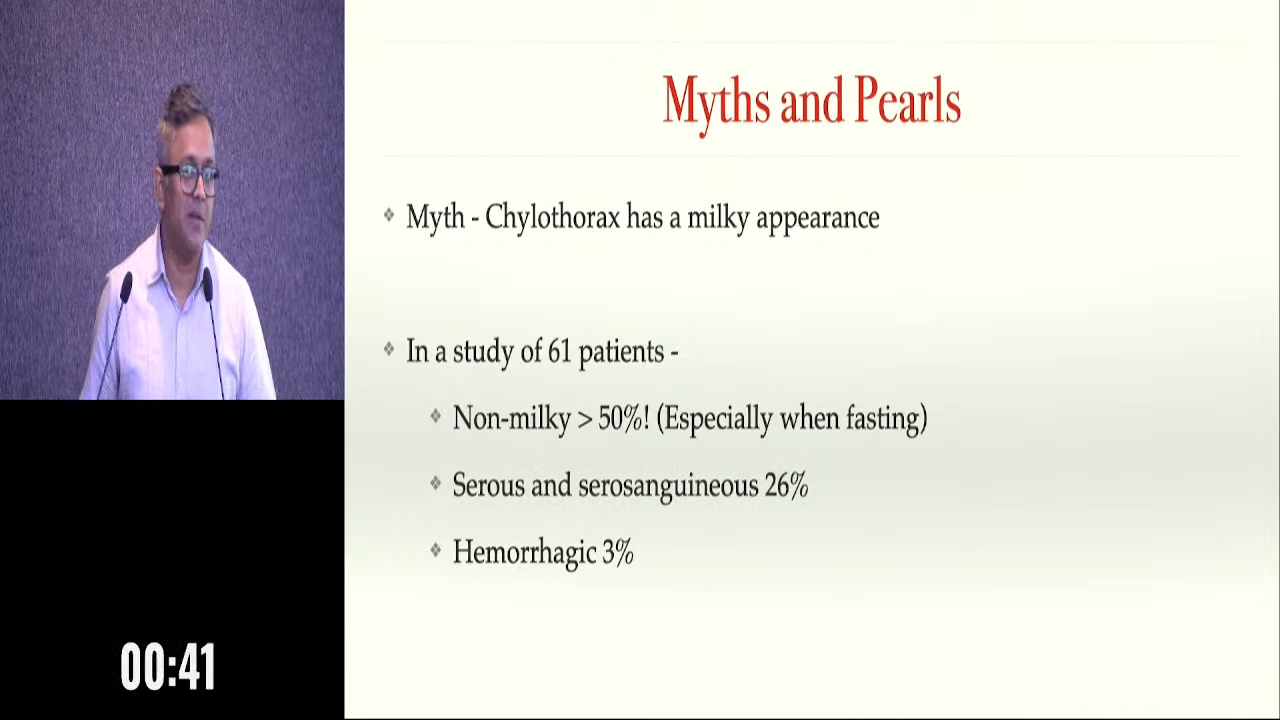 Myths and Pearls
❖ Myth - Chylothorax has a milky appearance
❖ In a study of 61 patients -
❖ Non-milky > 50%! (Especially when fasting)
❖ Serous and serosanguineous 26%
❖ Hemorrhagic 3%
00:41